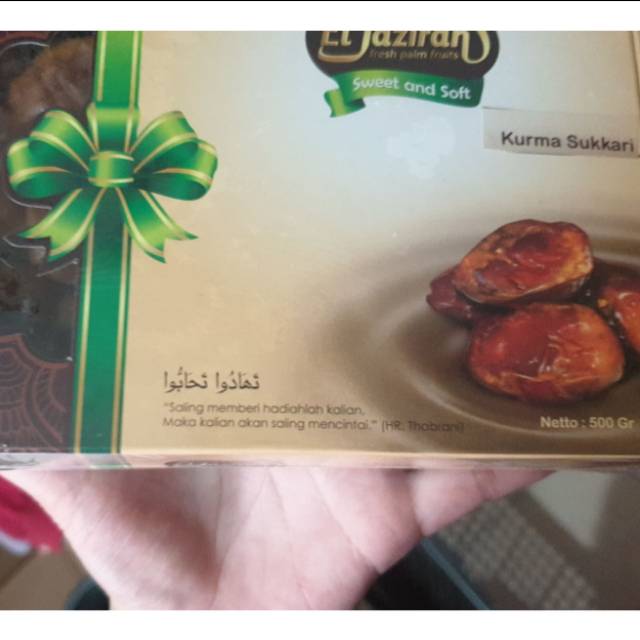 El Jazirah
fresh palm fruits
Sweet and Soft
Kurma Sukkari
تَهَادُوا تَحَابُّوا
“Saling memberi hadiahlah kalian,
Maka kalian akan saling mencintai.” (HR. Thabrani)
Netto : 500 Gr